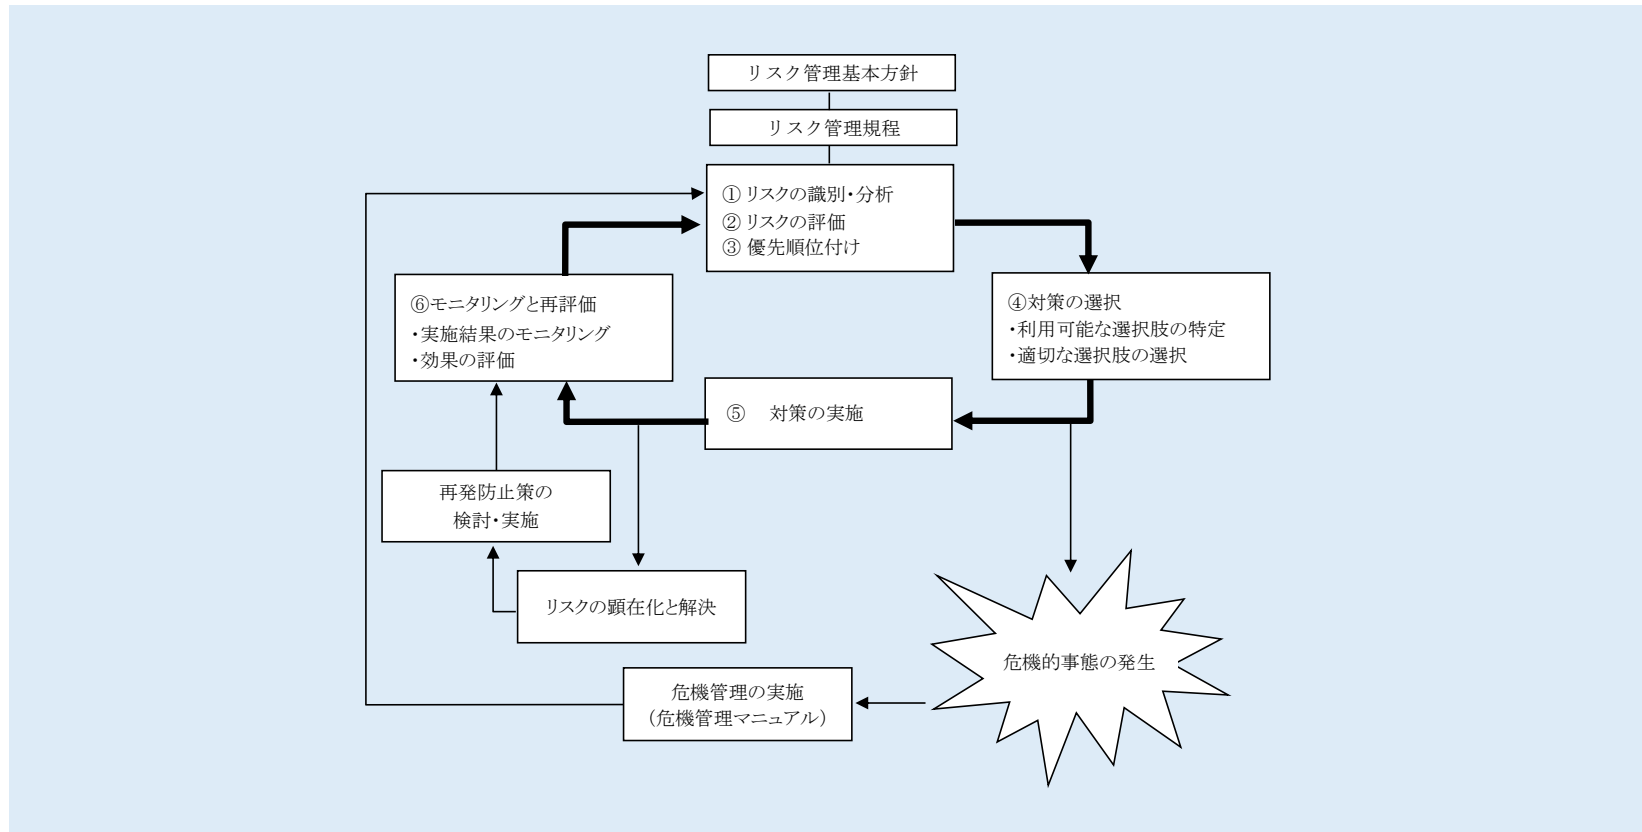 リスク管理基本方針
リスク管理規程
① リスクの識別・分析
② リスクの評価
③ 優先順位付け
④対策の選択
・利用可能な選択肢の特定
・適切な選択肢の選択
⑤ 対策の実施
⑥モニタリングと再評価
・実施結果のモニタリング
・効果の評価
再発防止策の
検討・実施
リスクの顕在化と解決
危機的事態の発生
危機管理の実施
（危機管理マニュアル）